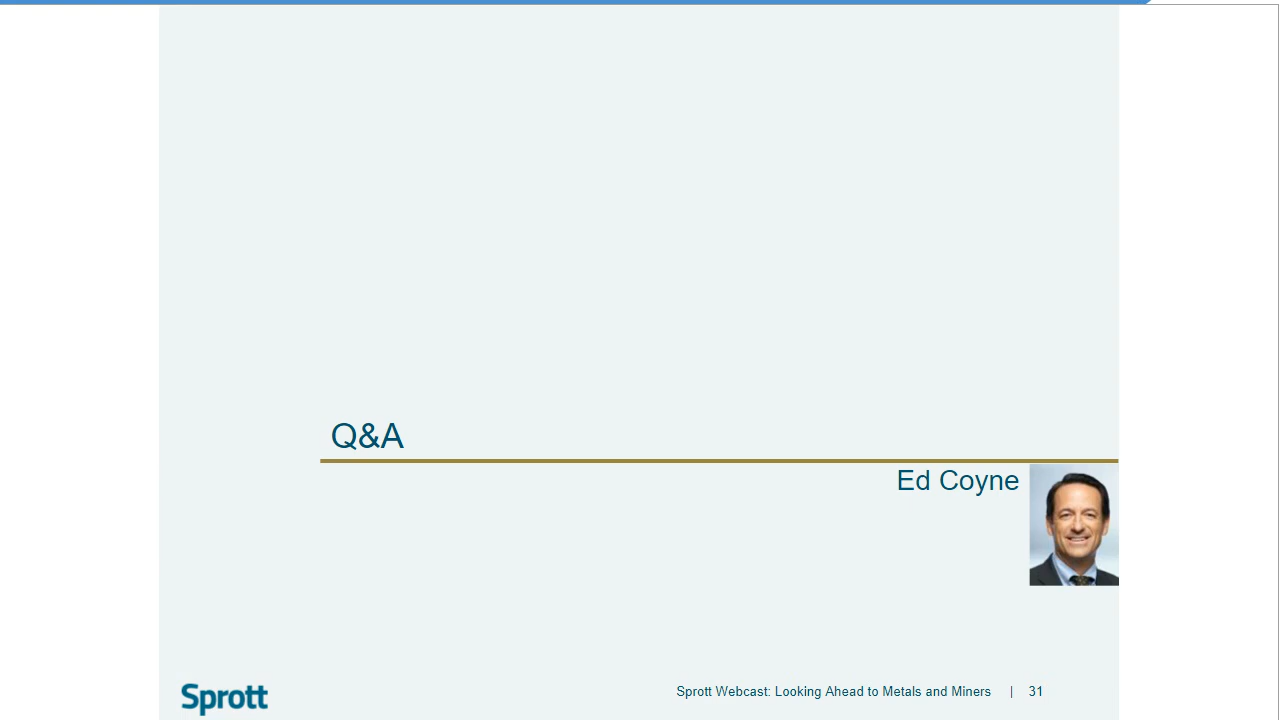 Q&A
Ed Coyne
Sprott
Sprott Webcast: Looking Ahead to Metals and Miners | 31